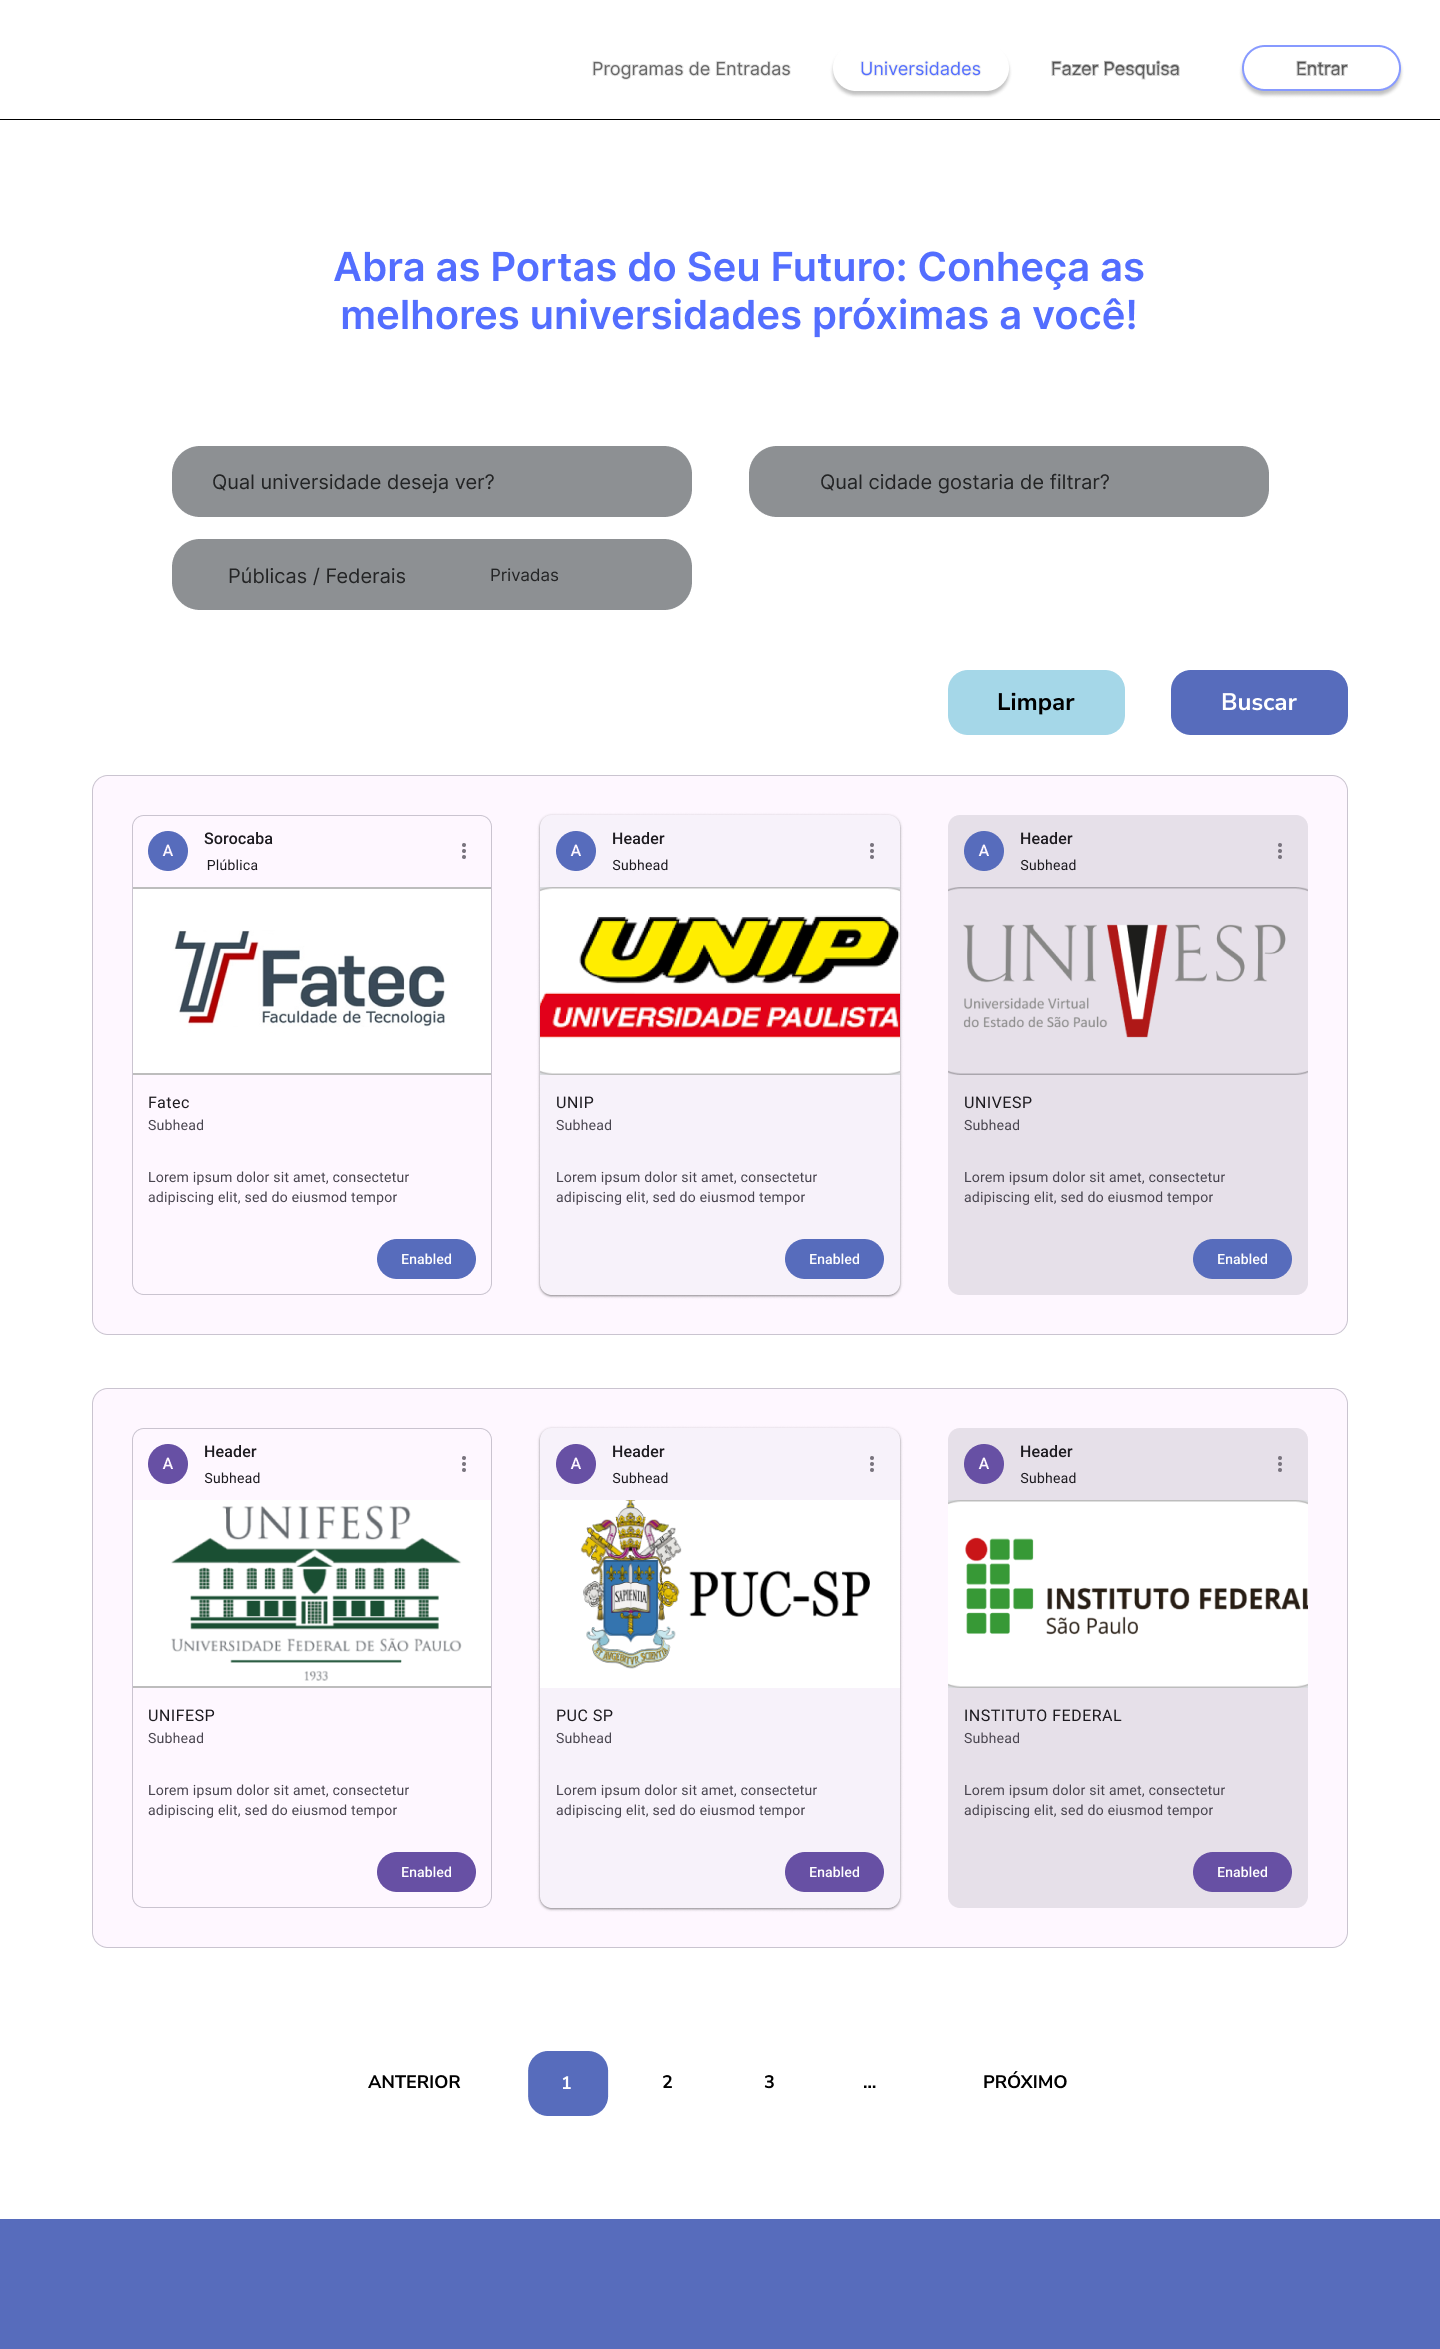 Programas de Entradas
Universidades
Fazer Pesquisa
Entrar
Abra as Portas do Seu Futuro: Conheça as
melhores universidades próximas a você!
Qual universidade deseja ver?
Qual cidade gostaria de filtrar?
Públicas / Federais
Privadas
Limpar
Buscar
A
Sorocaba
Plública
Fatec
Faculdade de Tecnologia
Fatec
Subhead
Lorem ipsum dolor sit amet, consectetur
adipiscing elit, sed do eiusmod tempor
Enabled
A
Header
Subhead
UNIP
UNIVERSIDADE PAULISTA
UNIP
Subhead
Lorem ipsum dolor sit amet, consectetur
adipiscing elit, sed do eiusmod tempor
Enabled
A
Header
Subhead
UNIVESP
Universidade Virtual
do Estado de São Paulo
UNIVESP
Subhead
Lorem ipsum dolor sit amet, consectetur
adipiscing elit, sed do eiusmod tempor
Enabled
A
Header
Subhead
UNIFESP
UNIVERSIDADE FEDERAL DE SÃO PAULO
1933
UNIFESP
Subhead
Lorem ipsum dolor sit amet, consectetur
adipiscing elit, sed do eiusmod tempor
Enabled
A
Header
Subhead
SAPIENTIA
PUC-SP
PUC SP
Subhead
Lorem ipsum dolor sit amet, consectetur
adipiscing elit, sed do eiusmod tempor
Enabled
A
Header
Subhead
INSTITUTO FEDERAL
São Paulo
INSTITUTO FEDERAL
Subhead
Lorem ipsum dolor sit amet, consectetur
adipiscing elit, sed do eiusmod tempor
Enabled
ANTERIOR
1
2
3
...
PRÓXIMO